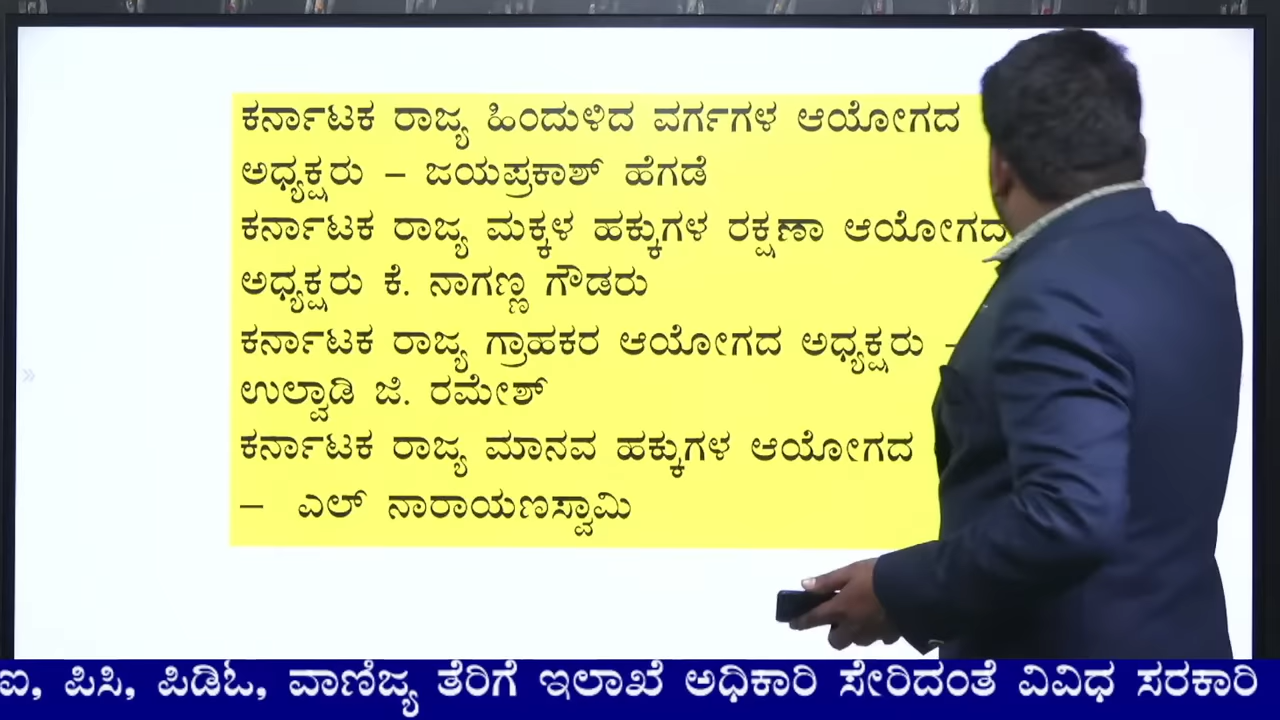 ಕರ್ನಾಟಕ ರಾಜ್ಯ ಹಿಂದುಳಿದ ವರ್ಗಗಳ ಆಯೋಗದ
ಅಧ್ಯಕ್ಷರು – ಜಯಪ್ರಕಾಶ್ ಹೆಗಡೆ
ಕರ್ನಾಟಕ ರಾಜ್ಯ ಮಕ್ಕಳ ಹಕ್ಕುಗಳ ರಕ್ಷಣಾ ಆಯೋಗದ
ಅಧ್ಯಕ್ಷರು ಕೆ. ನಾಗಣ್ಣ ಗೌಡರು
ಕರ್ನಾಟಕ ರಾಜ್ಯ ಗ್ರಾಹಕರ ಆಯೋಗದ ಅಧ್ಯಕ್ಷರು –
ಉಲ್ವಾಡಿ ಜಿ. ರಮೇಶ್
ಕರ್ನಾಟಕ ರಾಜ್ಯ ಮಾನವ ಹಕ್ಕುಗಳ ಆಯೋಗದ
– ಎಲ್ ನಾರಾಯಣಸ್ವಾಮಿ
ಐ, ಪಿಸಿ, ಪಿಡಿಓ, ವಾಣಿಜ್ಯ ತೆರಿಗೆ ಇಲಾಖೆ ಅಧಿಕಾರಿ ಸೇರಿದಂತೆ ವಿವಿಧ ಸರಕಾರಿ